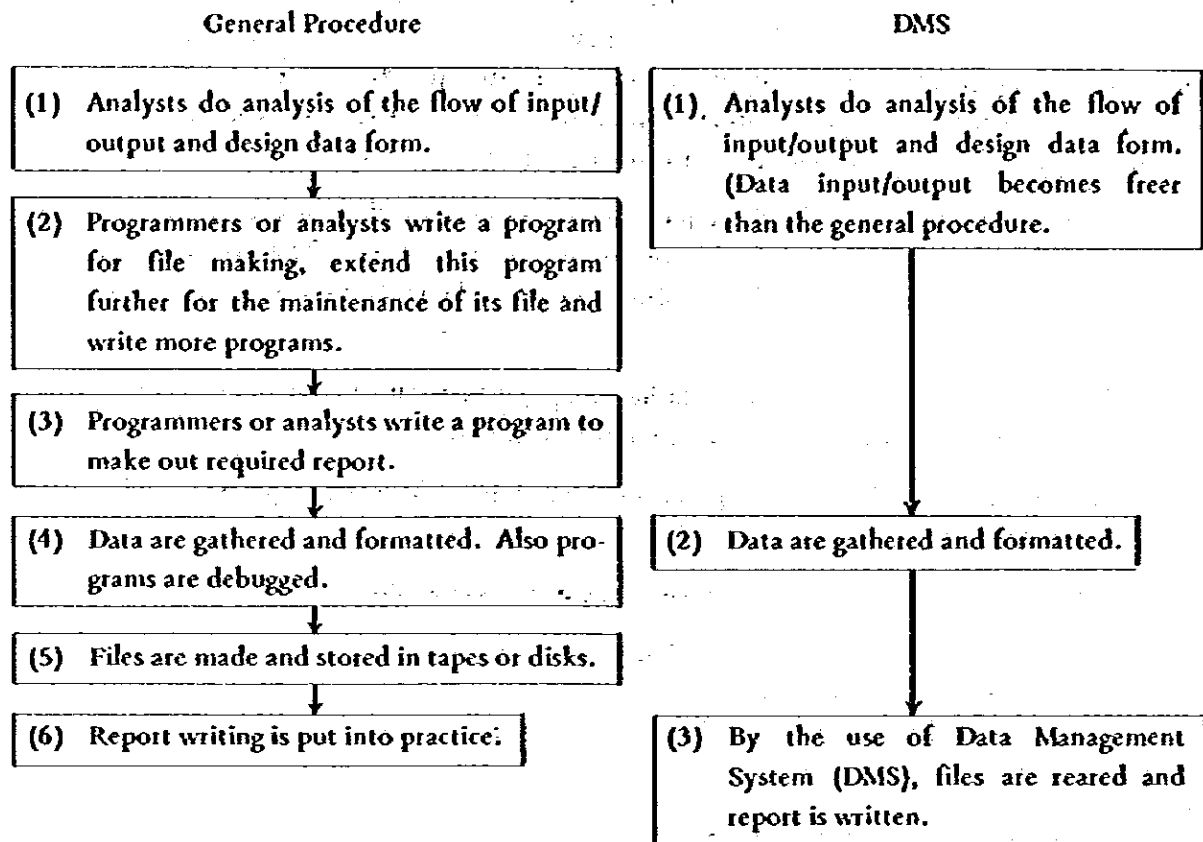 General Procedure
(1) Analysts do analysis of the flow of input/
output and design data form.
(2) Programmers or analysts write a program
for file making, extend this program
further for the maintenance of its file and
write more programs.
(3) Programmers or analysts write a program to
make out required report.
(4) Data are gathered and formatted. Also pro-
grams are debugged.
(5) Files are made and stored in tapes or disks.
(6) Report writing is put into practice.
DMS
(1) Analysts do analysis of the flow of
input/output and design data form.
(Data input/output becomes freer
than the general procedure.
(2) Data are gathered and formatted.
(3) By the use of Data Management
System (DMS), files are reared and
report is written.